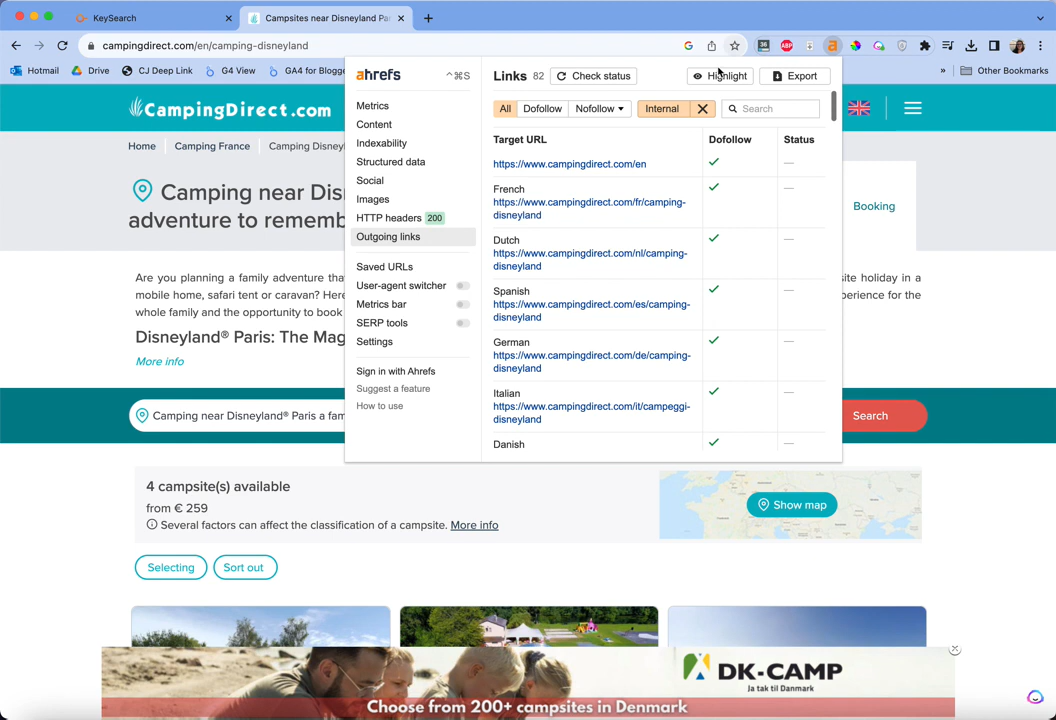 KeySearch
Campsites near Disneyland Pa
campingdirect.com/en/camping-disneyland
36
ABP
a
Hotmail
Drive
CJ Deep Link
G4 View
GA4 for Blogge
»
Other Bookmarks
CampingDirect.com
Home
Camping France
Camping Disney
Camping near Dis
adventure to rememb
Booking
Are you planning a family adventure tha
site holiday in a
mobile home, safari tent or caravan? Here
perience for the
whole family and the opportunity to book
Disneyland® Paris: The Mag
More info
Camping near Disneyland® Paris a fam
Search
ahrefs
^⌘S
Metrics
Content
Indexability
Structured data
Social
Images
HTTP headers 200
Outgoing links
Saved URLs
User-agent switcher
Metrics bar
SERP tools
Settings
Sign in with Ahrefs
Suggest a feature
How to use
Links 82
Check status
Highlight
Export
All
Dofollow
Nofollow
Internal
Search
Target URL
Dofollow
Status
https://www.campingdirect.com/en
French
https://www.campingdirect.com/fr/camping-
disneyland
Dutch
https://www.campingdirect.com/nl/camping-
disneyland
Spanish
https://www.campingdirect.com/es/camping-
disneyland
German
https://www.campingdirect.com/de/camping-
disneyland
Italian
https://www.campingdirect.com/it/campeggi-
disneyland
Danish
4 campsite(s) available
from € 259
Several factors can affect the classification of a campsite. More info
Show map
Selecting
Sort out
DK-CAMP
Ja tak til Danmark
Choose from 200+ campsites in Denmark